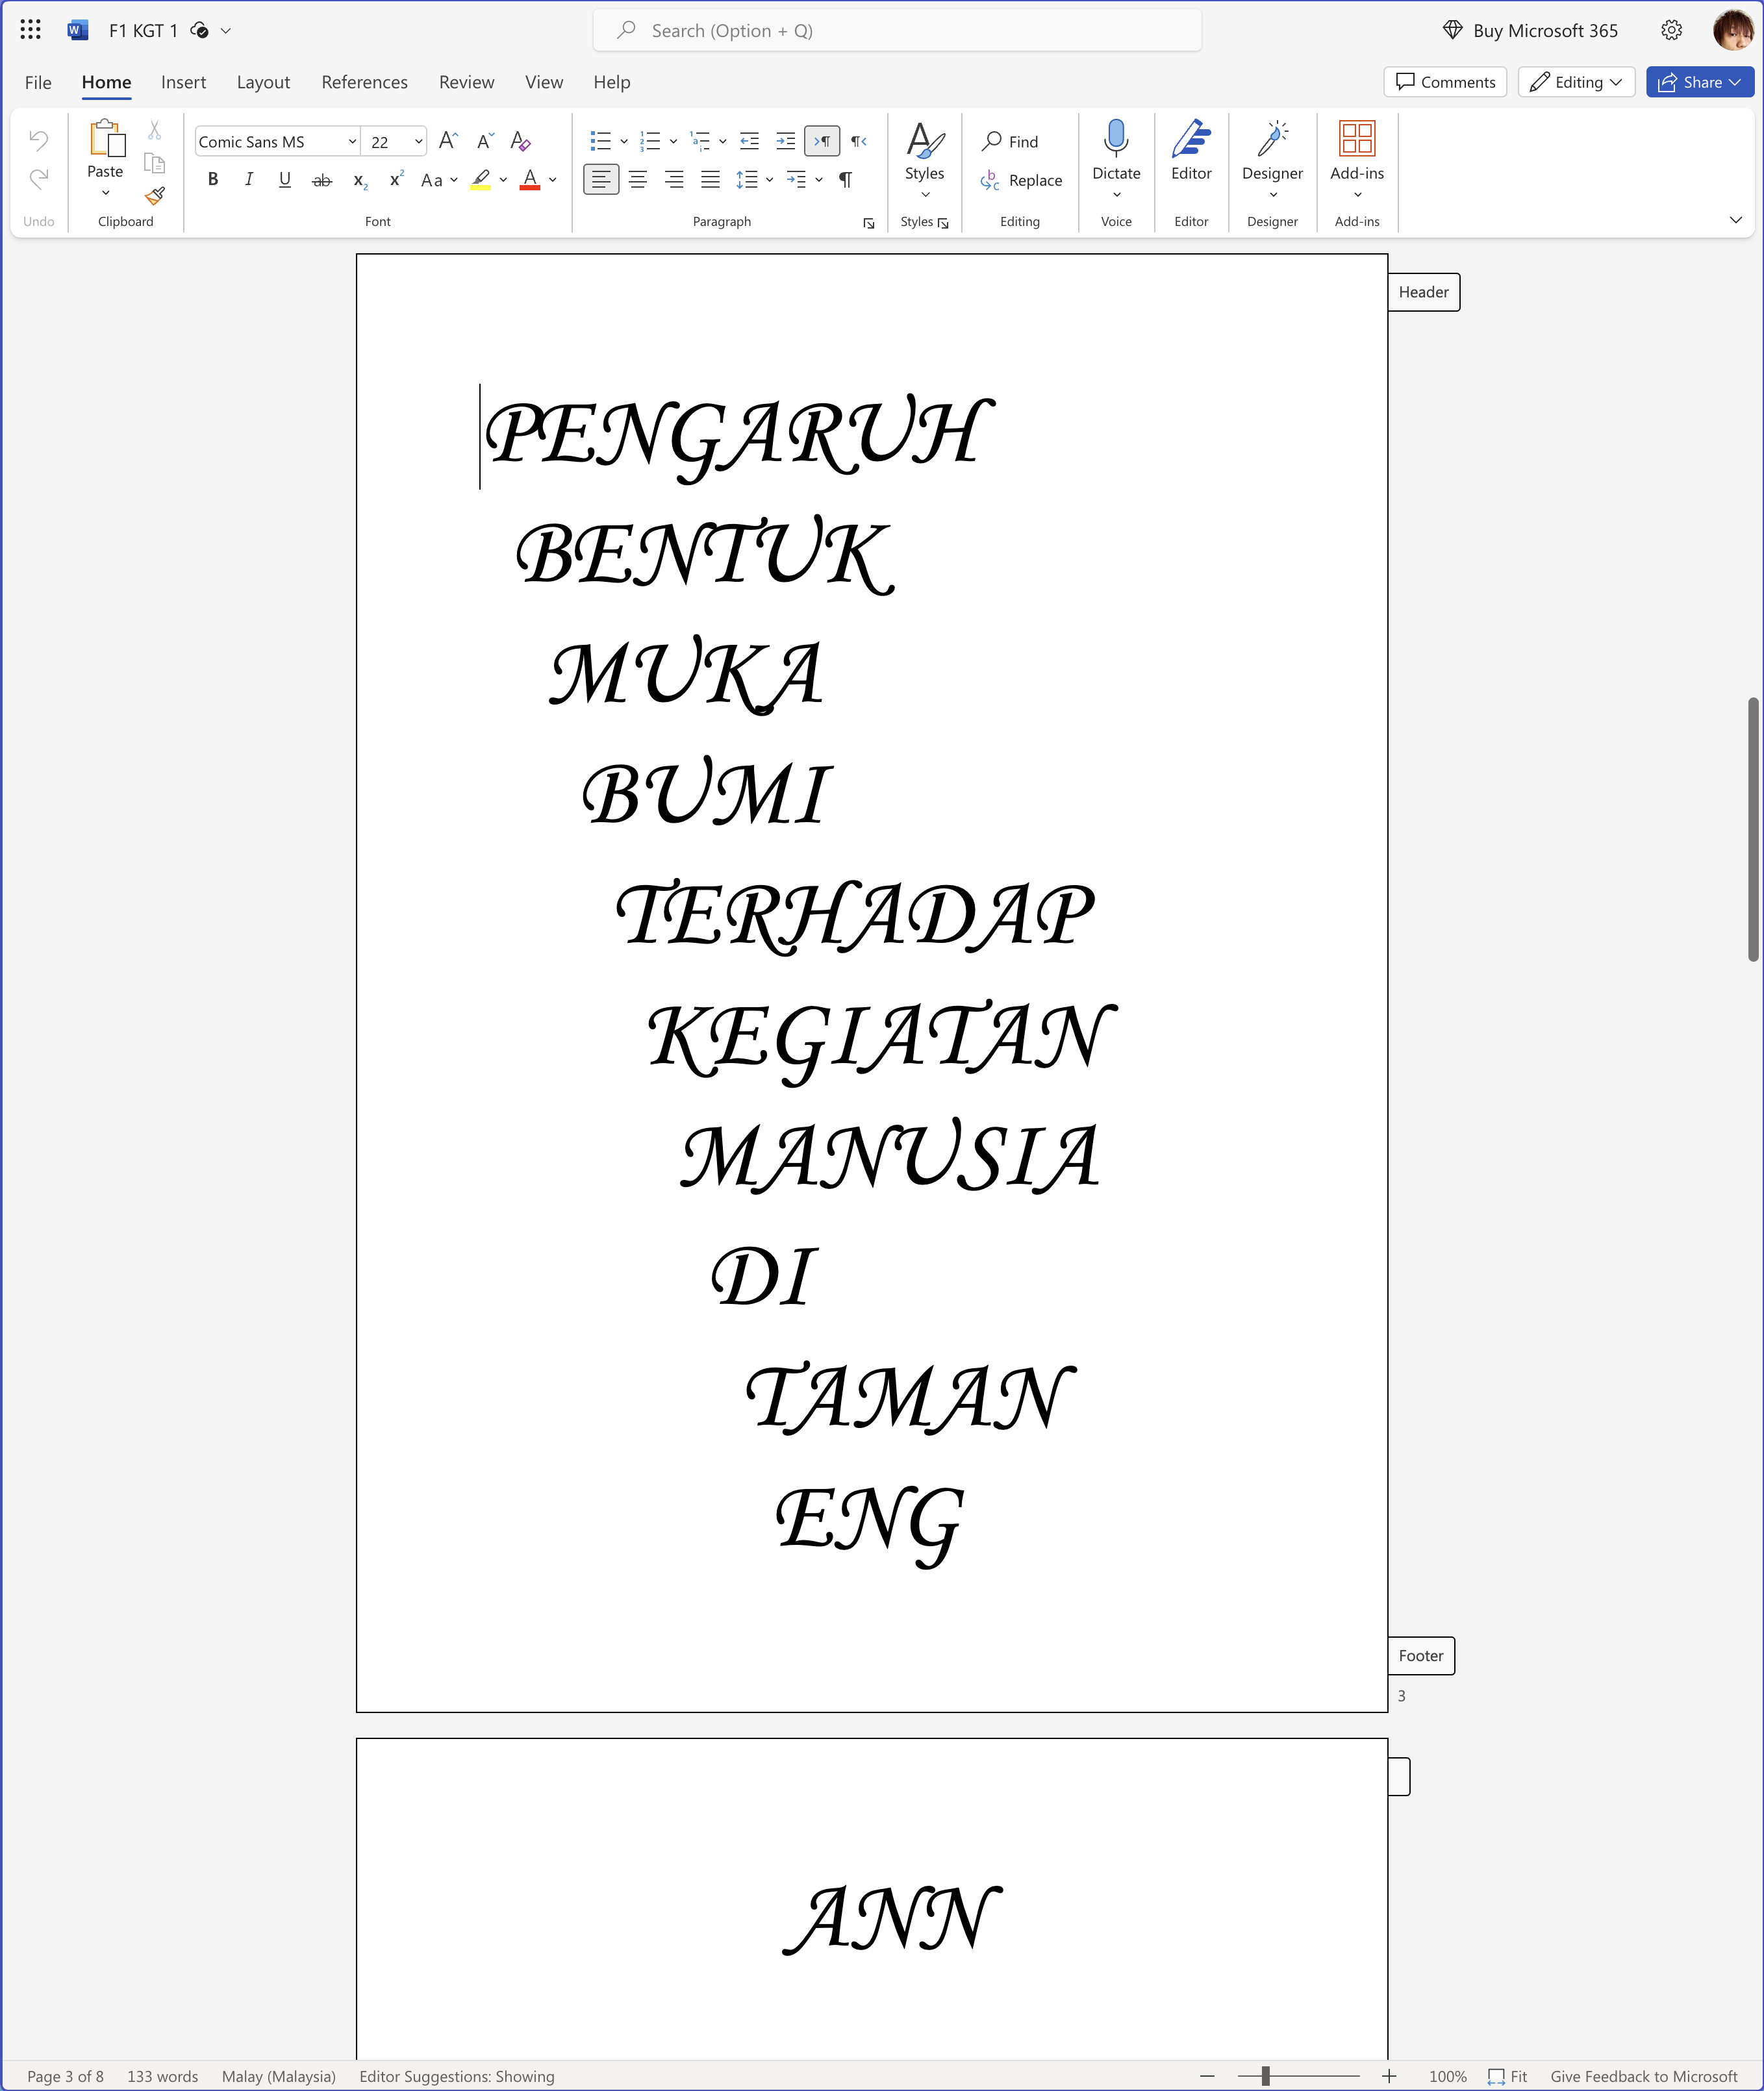 F1 KGT 1
Search (Option + Q)
Buy Microsoft 365
File Home Insert Layout References Review View Help
Comments Editing Share
Comic Sans MS 22
Paste
Find
Replace
Styles
Dictate
Editor
Designer
Add-ins
Undo Clipboard Font Paragraph Styles Editing Voice Editor Designer Add-ins
Header
PENGARUH
BENTUK
MUKA
BUMI
TERHADAP
KEGIATAN
MANUSIA
DI
TAMAN
ENG
Footer
3
ANN
Page 3 of 8 133 words Malay (Malaysia) Editor Suggestions: Showing 100% Fit Give Feedback to Microsoft